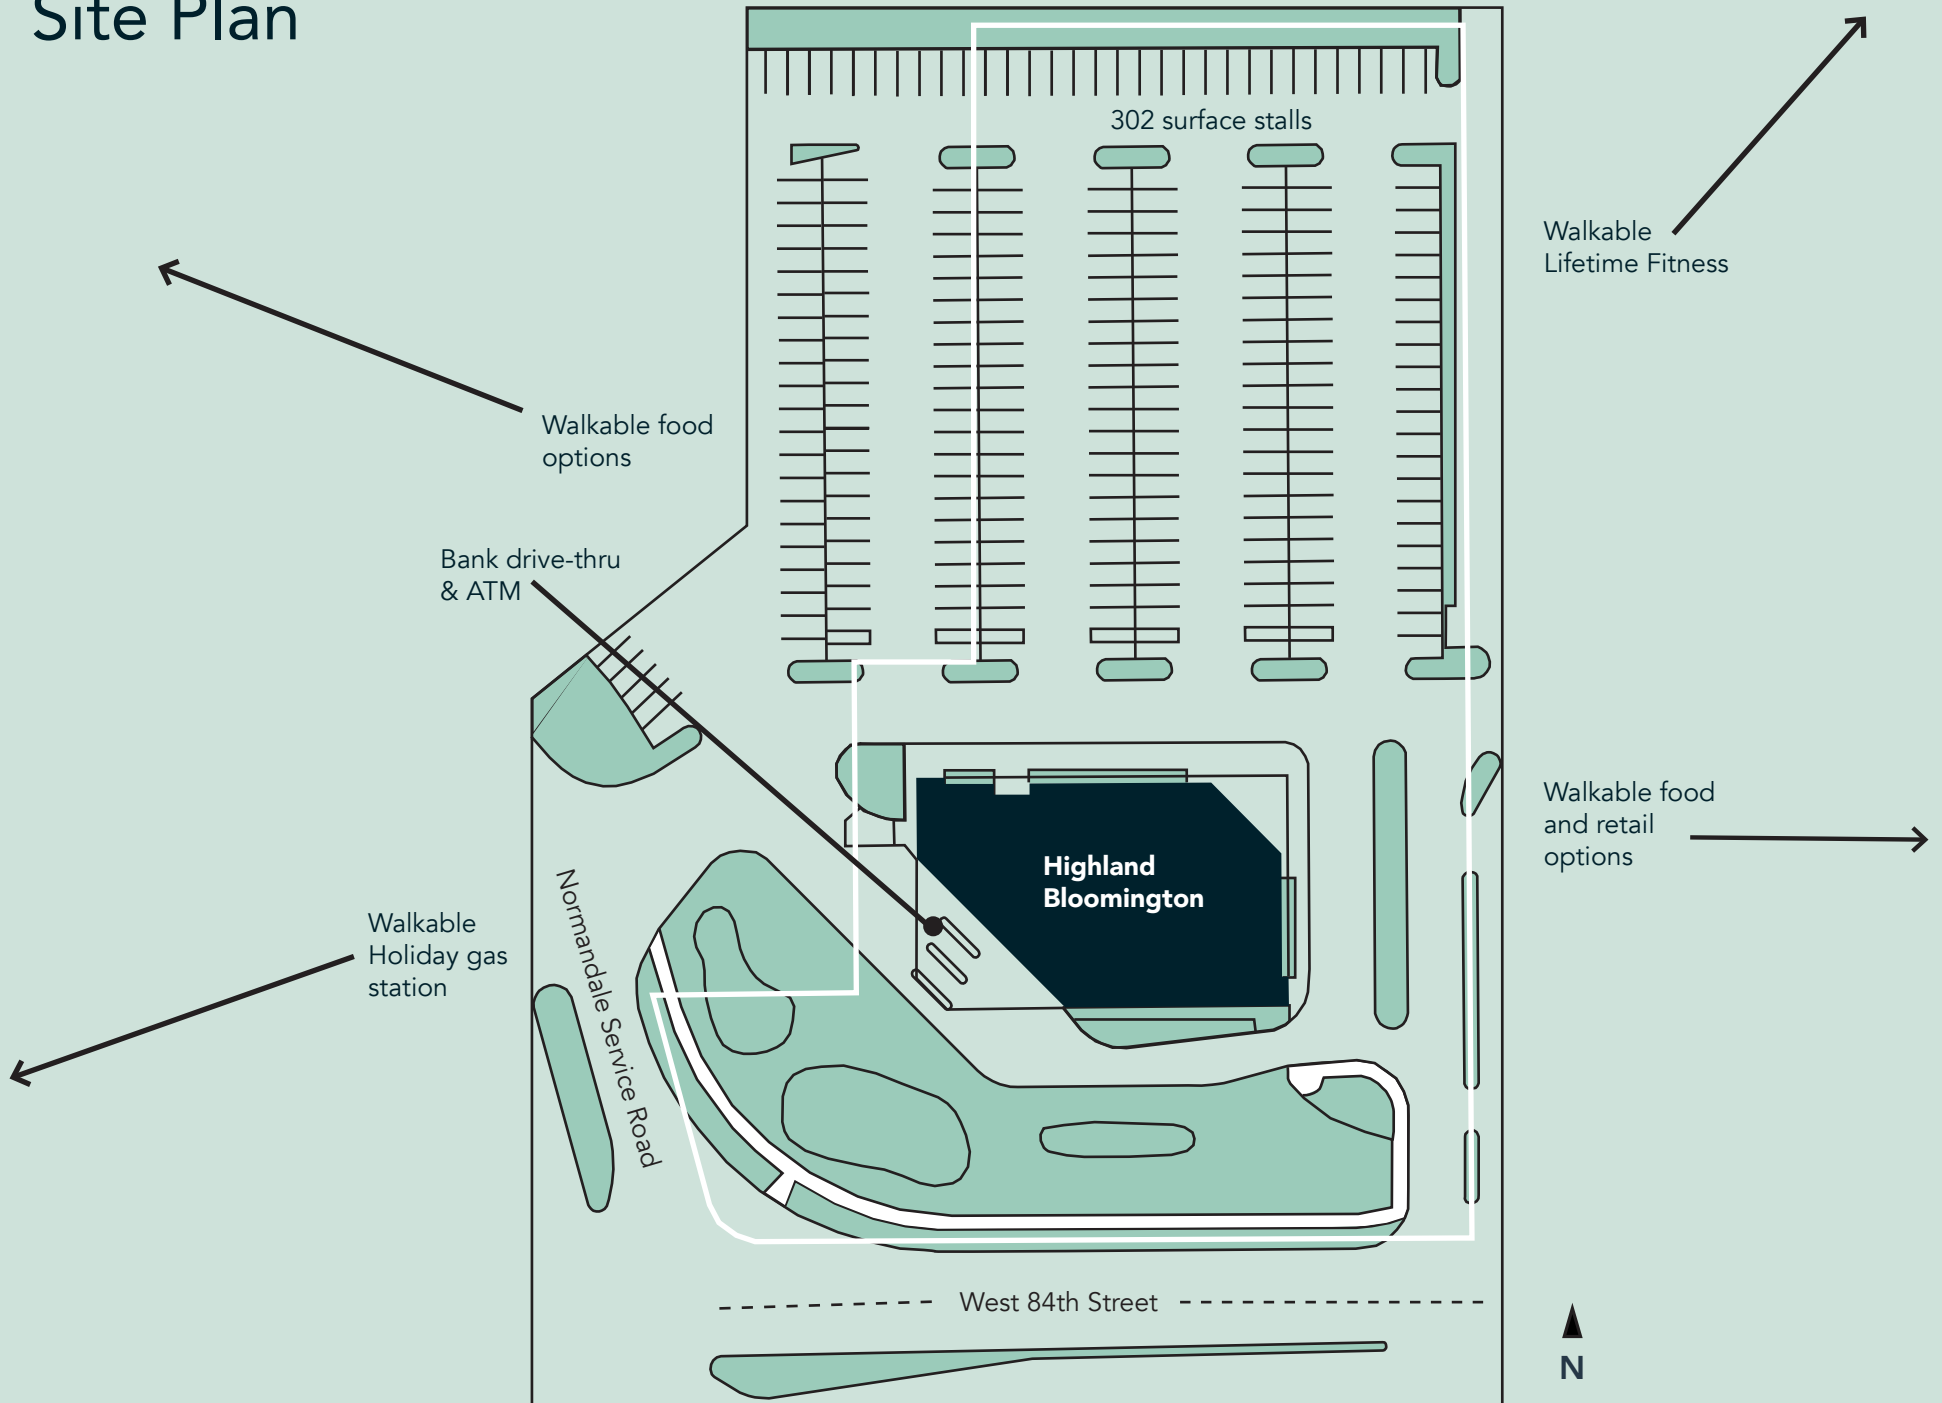 Site Plan
302 surface stalls
Walkable
Lifetime Fitness
Walkable food
options
Bank drive-thru
& ATM
Walkable food
and retail
options
Highland
Bloomington
Walkable
Holiday gas
station
Normandale Service Road
West 84th Street
N